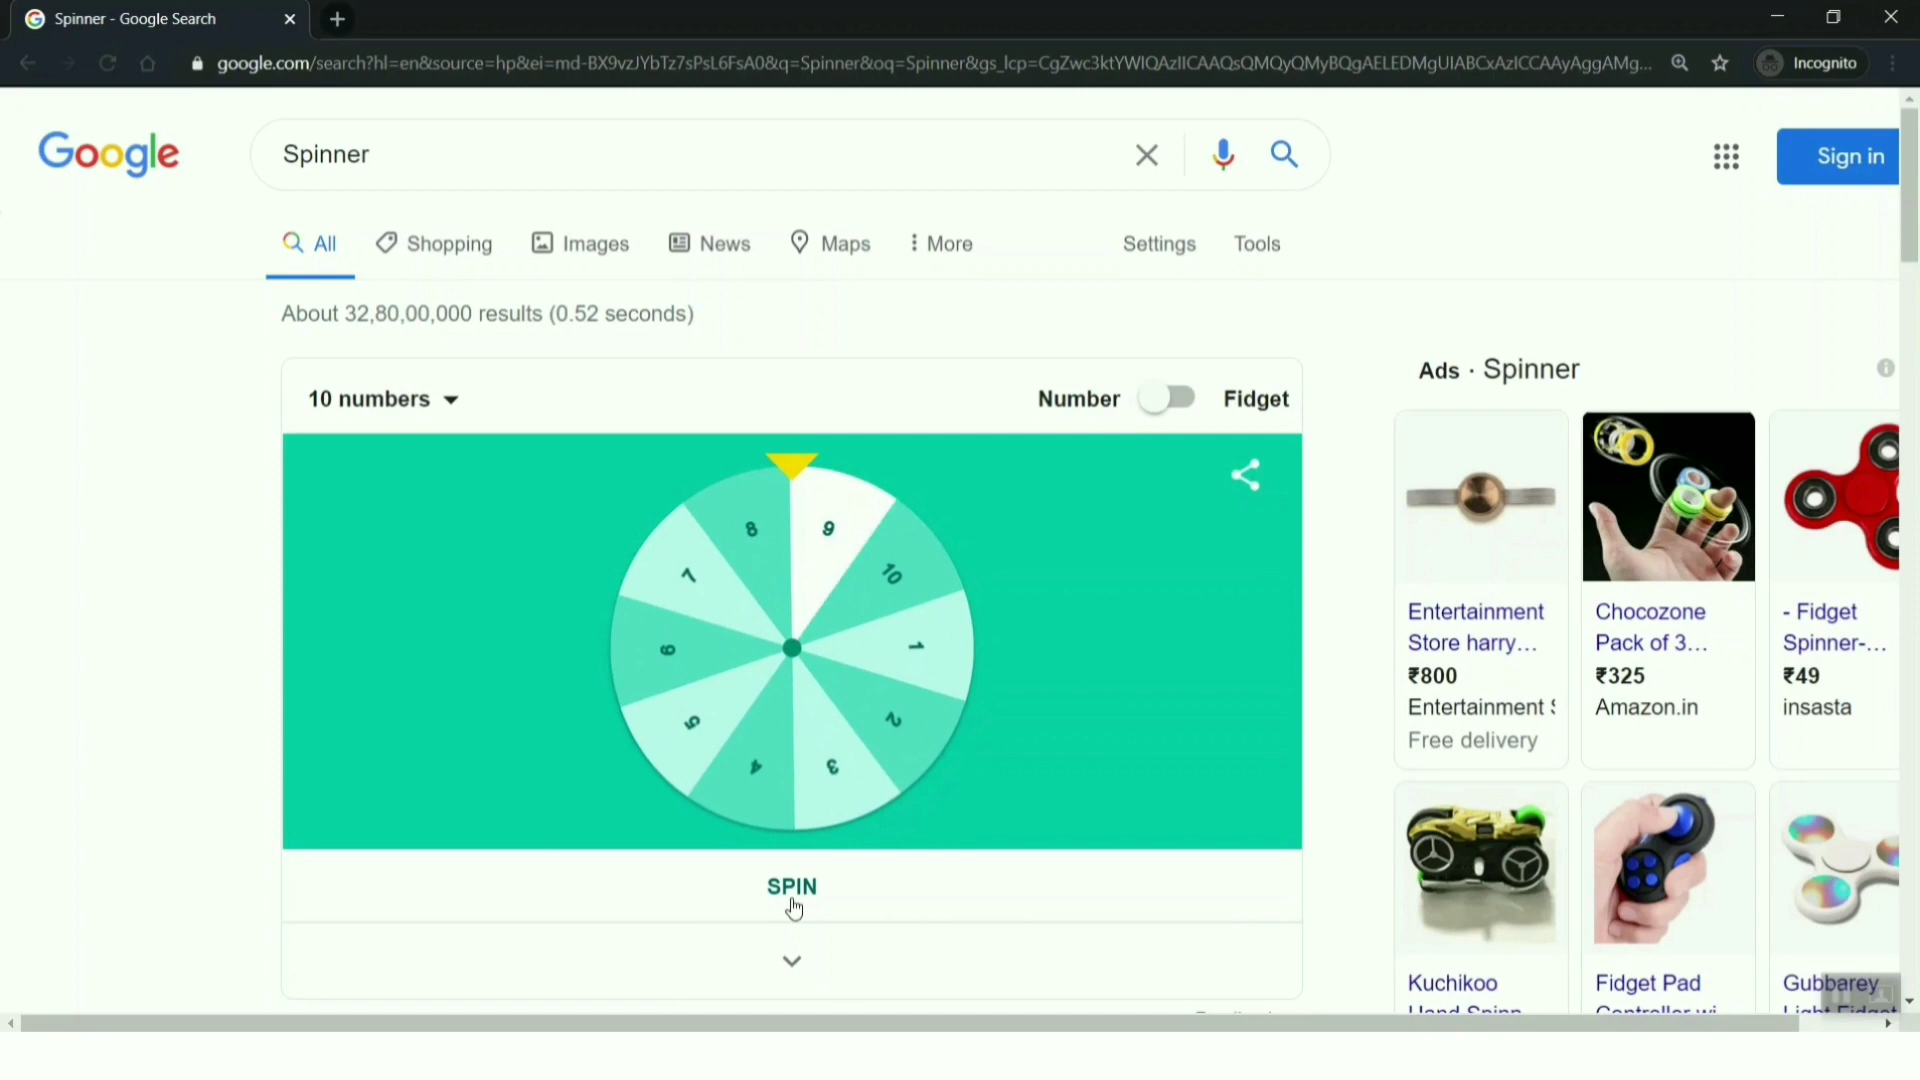 Spinner - Google Search
google.com/search?hl=en&source=hp&ei=md-BX9vzJYbTz7sPsL6FsA0&q=Spinner&oq=Spinner&gs_lcp=CgZwc3ktYWIQAzIICAAQsQMQyQMyBQgAELEDMgUIABCxAzICCAAyAggAMg...
Incognito
Google
Spinner
Sign in
All
Shopping
Images
News
Maps
More
Settings
Tools
About 32,80,00,000 results (0.52 seconds)
10 numbers
Number
Fidget
8
9
7
10
6
1
5
2
4
3
SPIN
Ads · Spinner
Entertainment
Store harry...
₹800
Entertainment
Free delivery
Chocozone
Pack of 3...
₹325
Amazon.in
- Fidget
Spinner-...
₹49
insasta
Kuchikoo
Fidget Pad
Gubbarey